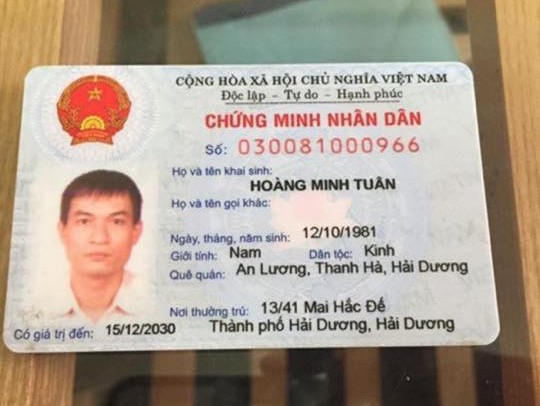 CỘNG HÒA XÃ HỘI CHỦ NGHĨA VIỆT NAM
Độc lập - Tự do - Hạnh phúc
CHỨNG MINH NHÂN DÂN
Số: 030081000966
Họ và tên khai sinh:
HOÀNG MINH TUÂN
Họ và tên gọi khác:
Ngày, tháng, năm sinh: 12/10/1981
Giới tính: Nam Dân tộc: Kinh
Quê quán: An Lương, Thanh Hà, Hải Dương
Nơi thường trú: 13/41 Mai Hắc Đế
Có giá trị đến: 15/12/2030 Thành phố Hải Dương, Hải Dương